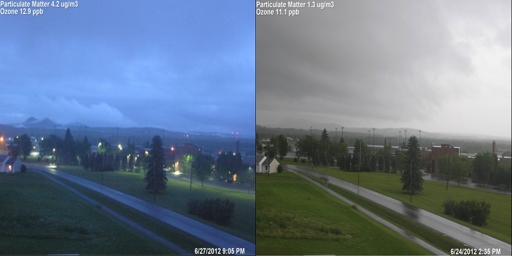 Particulate Matter 4.2 ug/m3
Ozone 12.9 ppb
6/27/2012 9:05 PM
Particulate Matter 1.3 ug/m3
Ozone 11.1 ppb
6/24/2012 2:35 PM